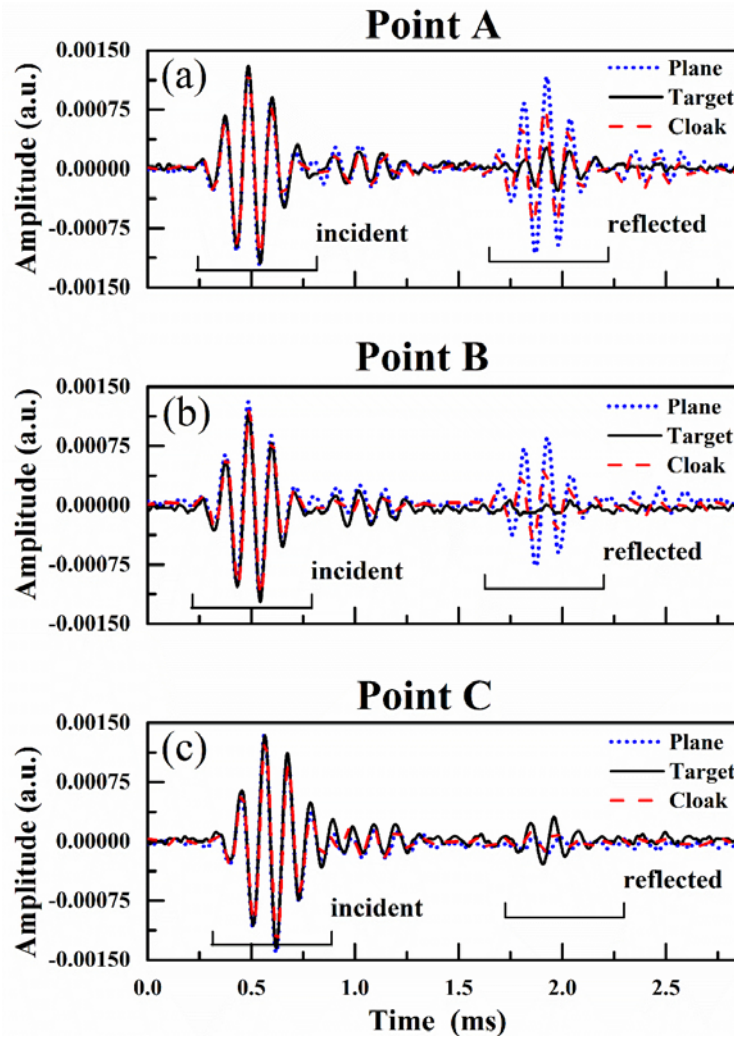 Point A
(a)
Plane
Target
Cloak
0.00150
0.00075
0.00000
-0.00075
-0.00150
Amplitude (a.u.)
incident
reflected
Point B
(b)
Plane
Target
Cloak
0.00150
0.00075
0.00000
-0.00075
-0.00150
Amplitude (a.u.)
incident
reflected
Point C
(c)
Plane
Target
Cloak
0.00150
0.00075
0.00000
-0.00075
-0.00150
Amplitude (a.u.)
incident
reflected
0.0 0.5 1.0 1.5 2.0 2.5
Time (ms)